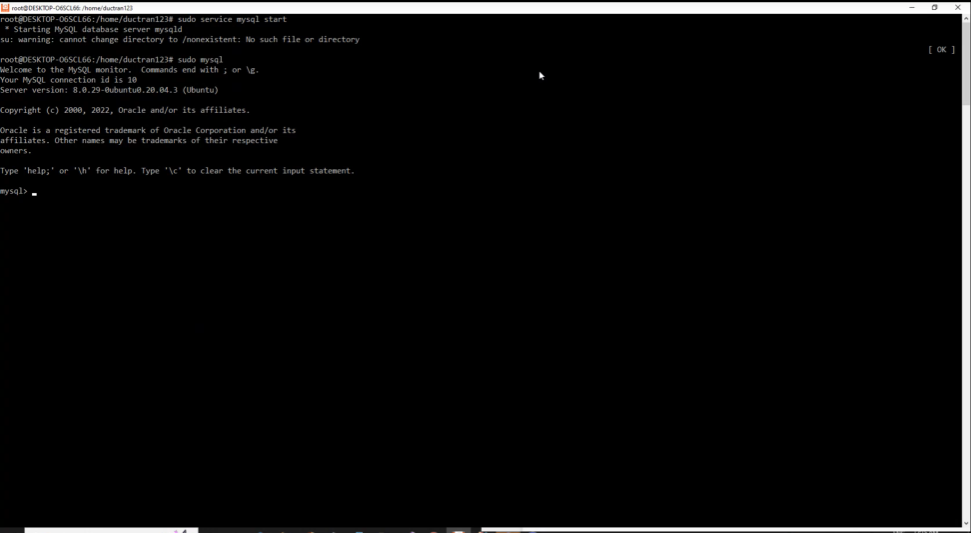 root@DESKTOP-O6SCL66: /home/ductran123
root@DESKTOP-O6SCL66:/home/ductran123# sudo service mysql start
 * Starting MySQL database server mysqld
su: warning: cannot change directory to /nonexistent: No such file or directory
[ OK ]
root@DESKTOP-O6SCL66:/home/ductran123# sudo mysql
Welcome to the MySQL monitor.  Commands end with ; or \g.
Your MySQL connection id is 10
Server version: 8.0.29-0ubuntu0.20.04.3 (Ubuntu)
Copyright (c) 2000, 2022, Oracle and/or its affiliates.
Oracle is a registered trademark of Oracle Corporation and/or its
affiliates. Other names may be trademarks of their respective
owners.
Type 'help;' or '\h' for help. Type '\c' to clear the current input statement.
mysql>